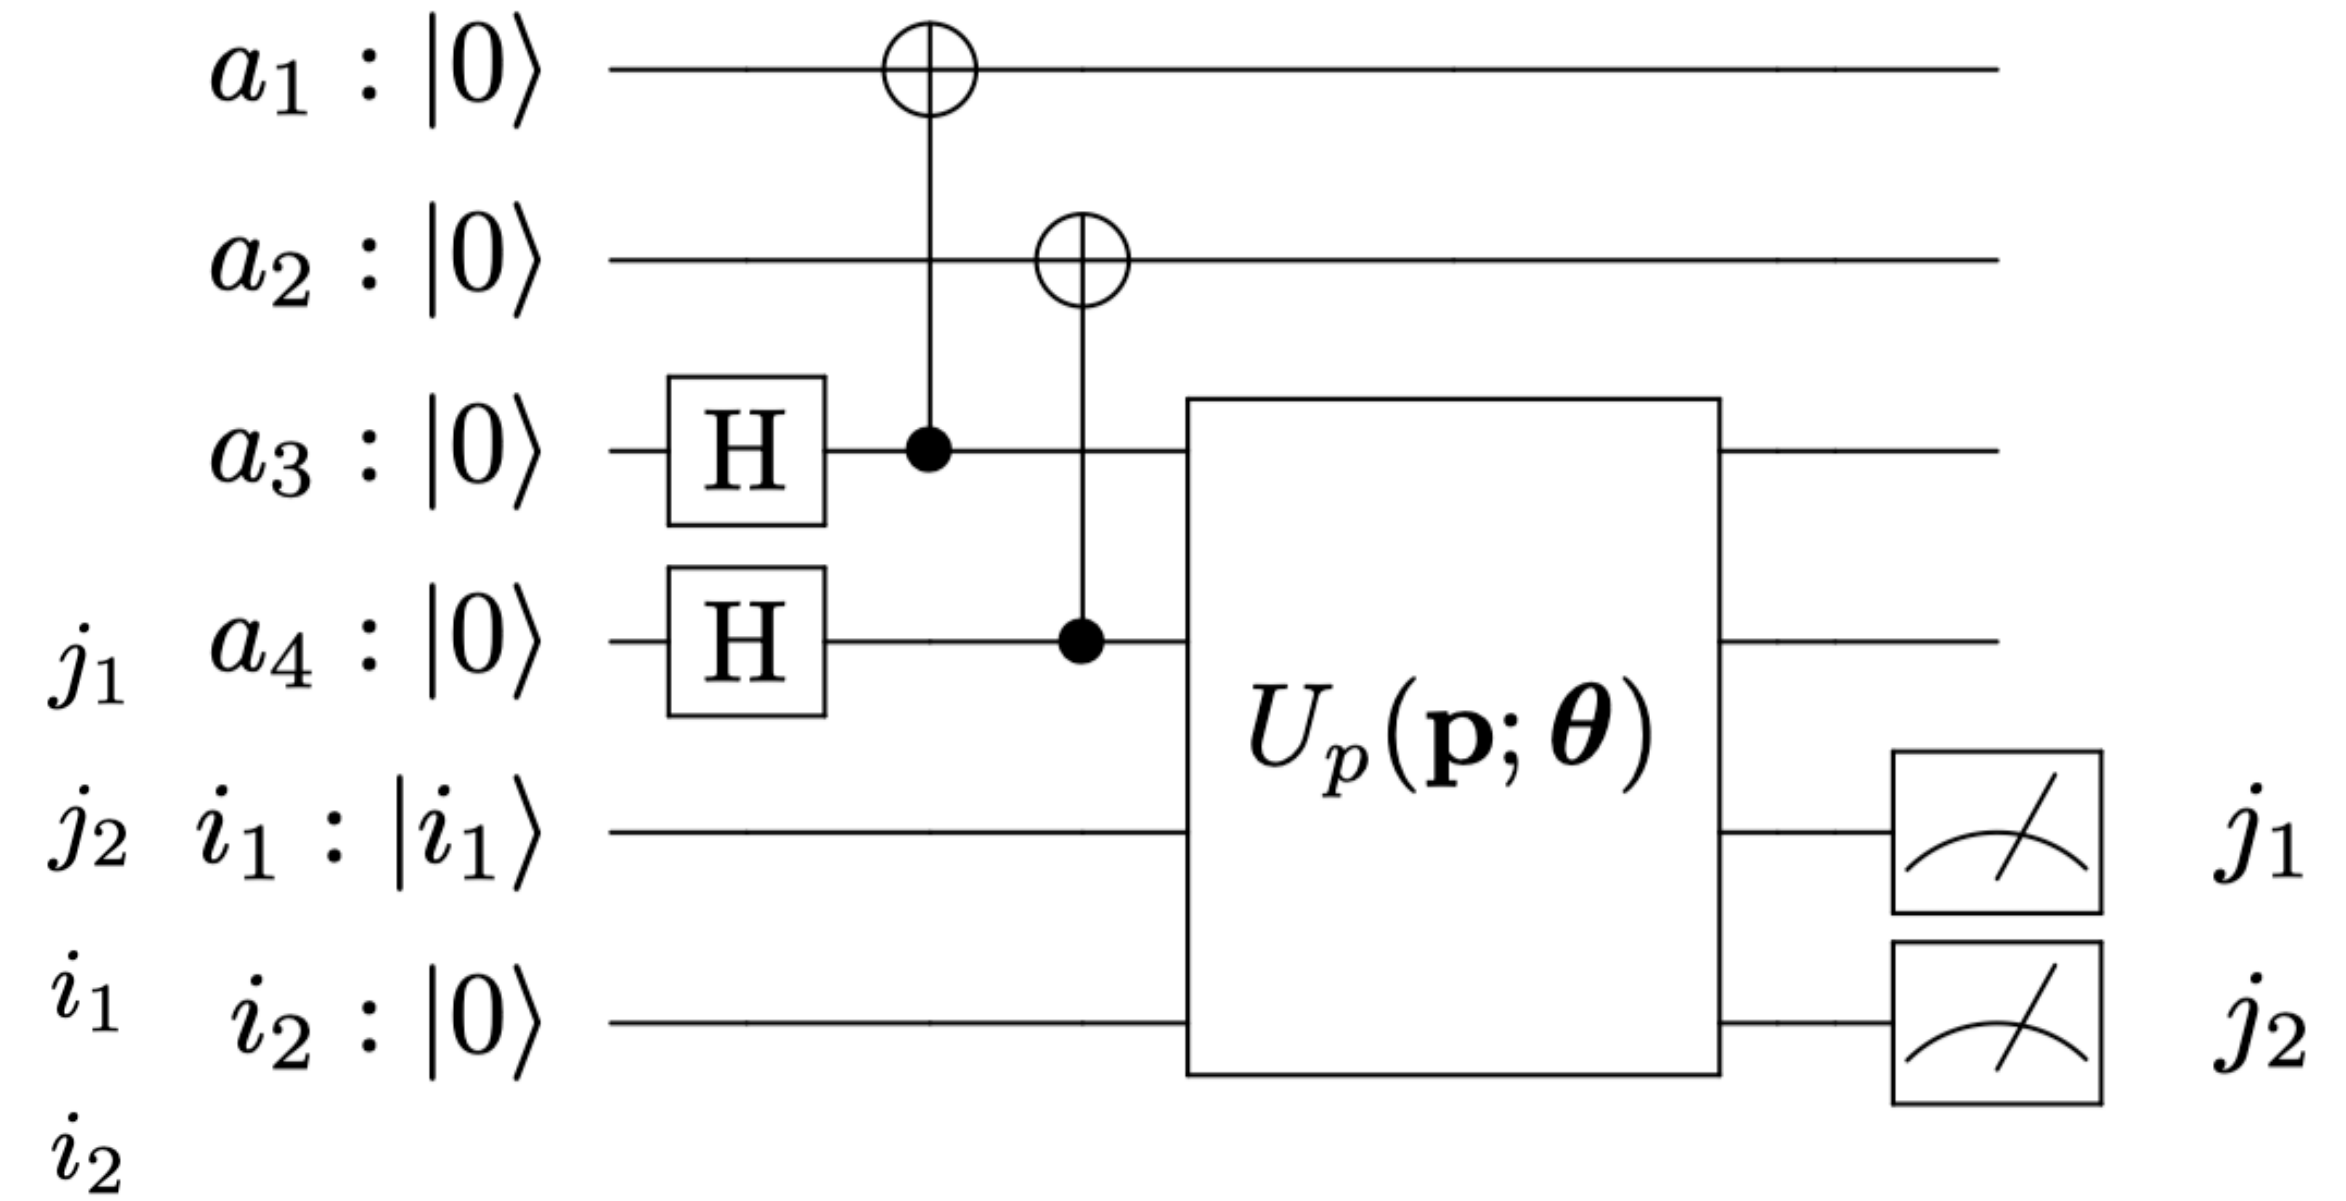 a₁ : |0⟩
a₂ : |0⟩
a₃ : |0⟩ H
j₁ a₄ : |0⟩ H
U_p(𝐩; 𝛉)
j₂ i₁ : |i₁⟩ j₁
i₁ i₂ : |0⟩ j₂
i₂